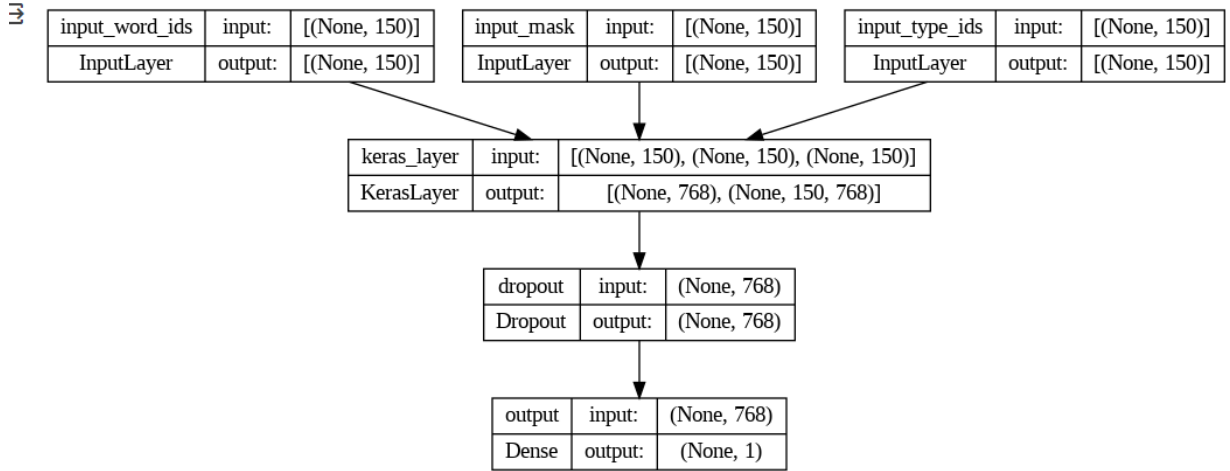 input_word_ids input: [(None, 150)] input_mask input: [(None, 150)] input_type_ids input: [(None, 150)]
InputLayer output: [(None, 150)] InputLayer output: [(None, 150)] InputLayer output: [(None, 150)]
keras_layer input: [(None, 150), (None, 150), (None, 150)]
KerasLayer output: [(None, 768), (None, 150, 768)]
dropout input: (None, 768)
Dropout output: (None, 768)
output input: (None, 768)
Dense output: (None, 1)